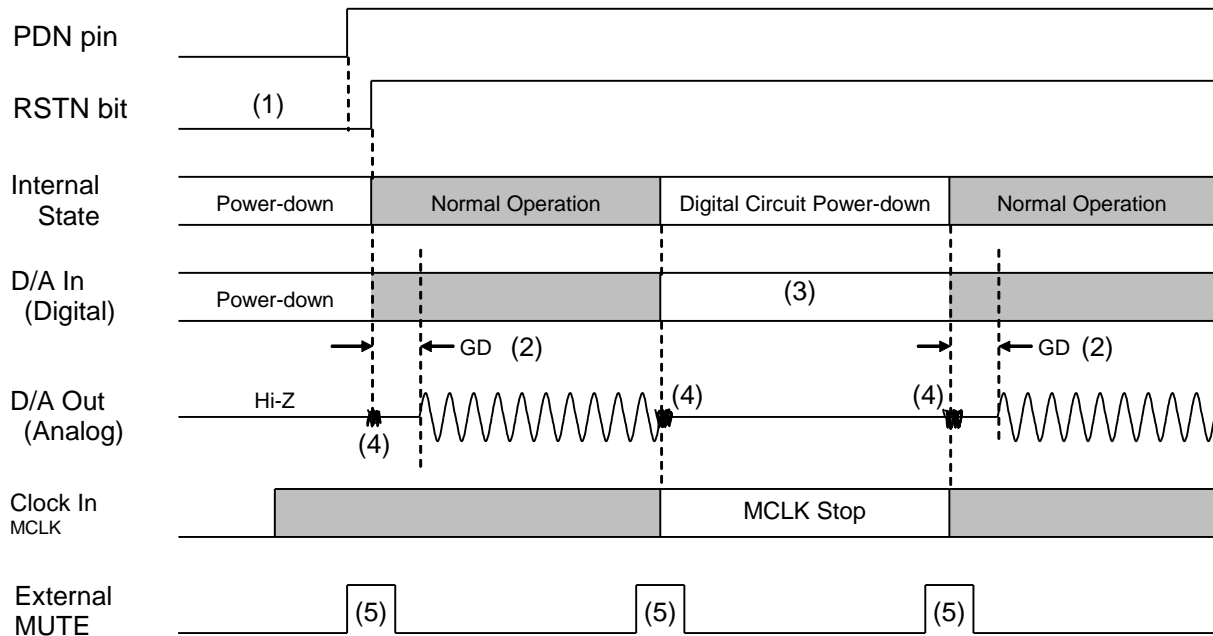 PDN pin
RSTN bit
(1)
Internal
State
Power-down
Normal Operation
Digital Circuit Power-down
Normal Operation
D/A In
(Digital)
Power-down
(3)
GD (2)
GD (2)
D/A Out
(Analog)
Hi-Z
(4)
(4)
(4)
Clock In
MCLK
MCLK Stop
External
MUTE
(5)
(5)
(5)